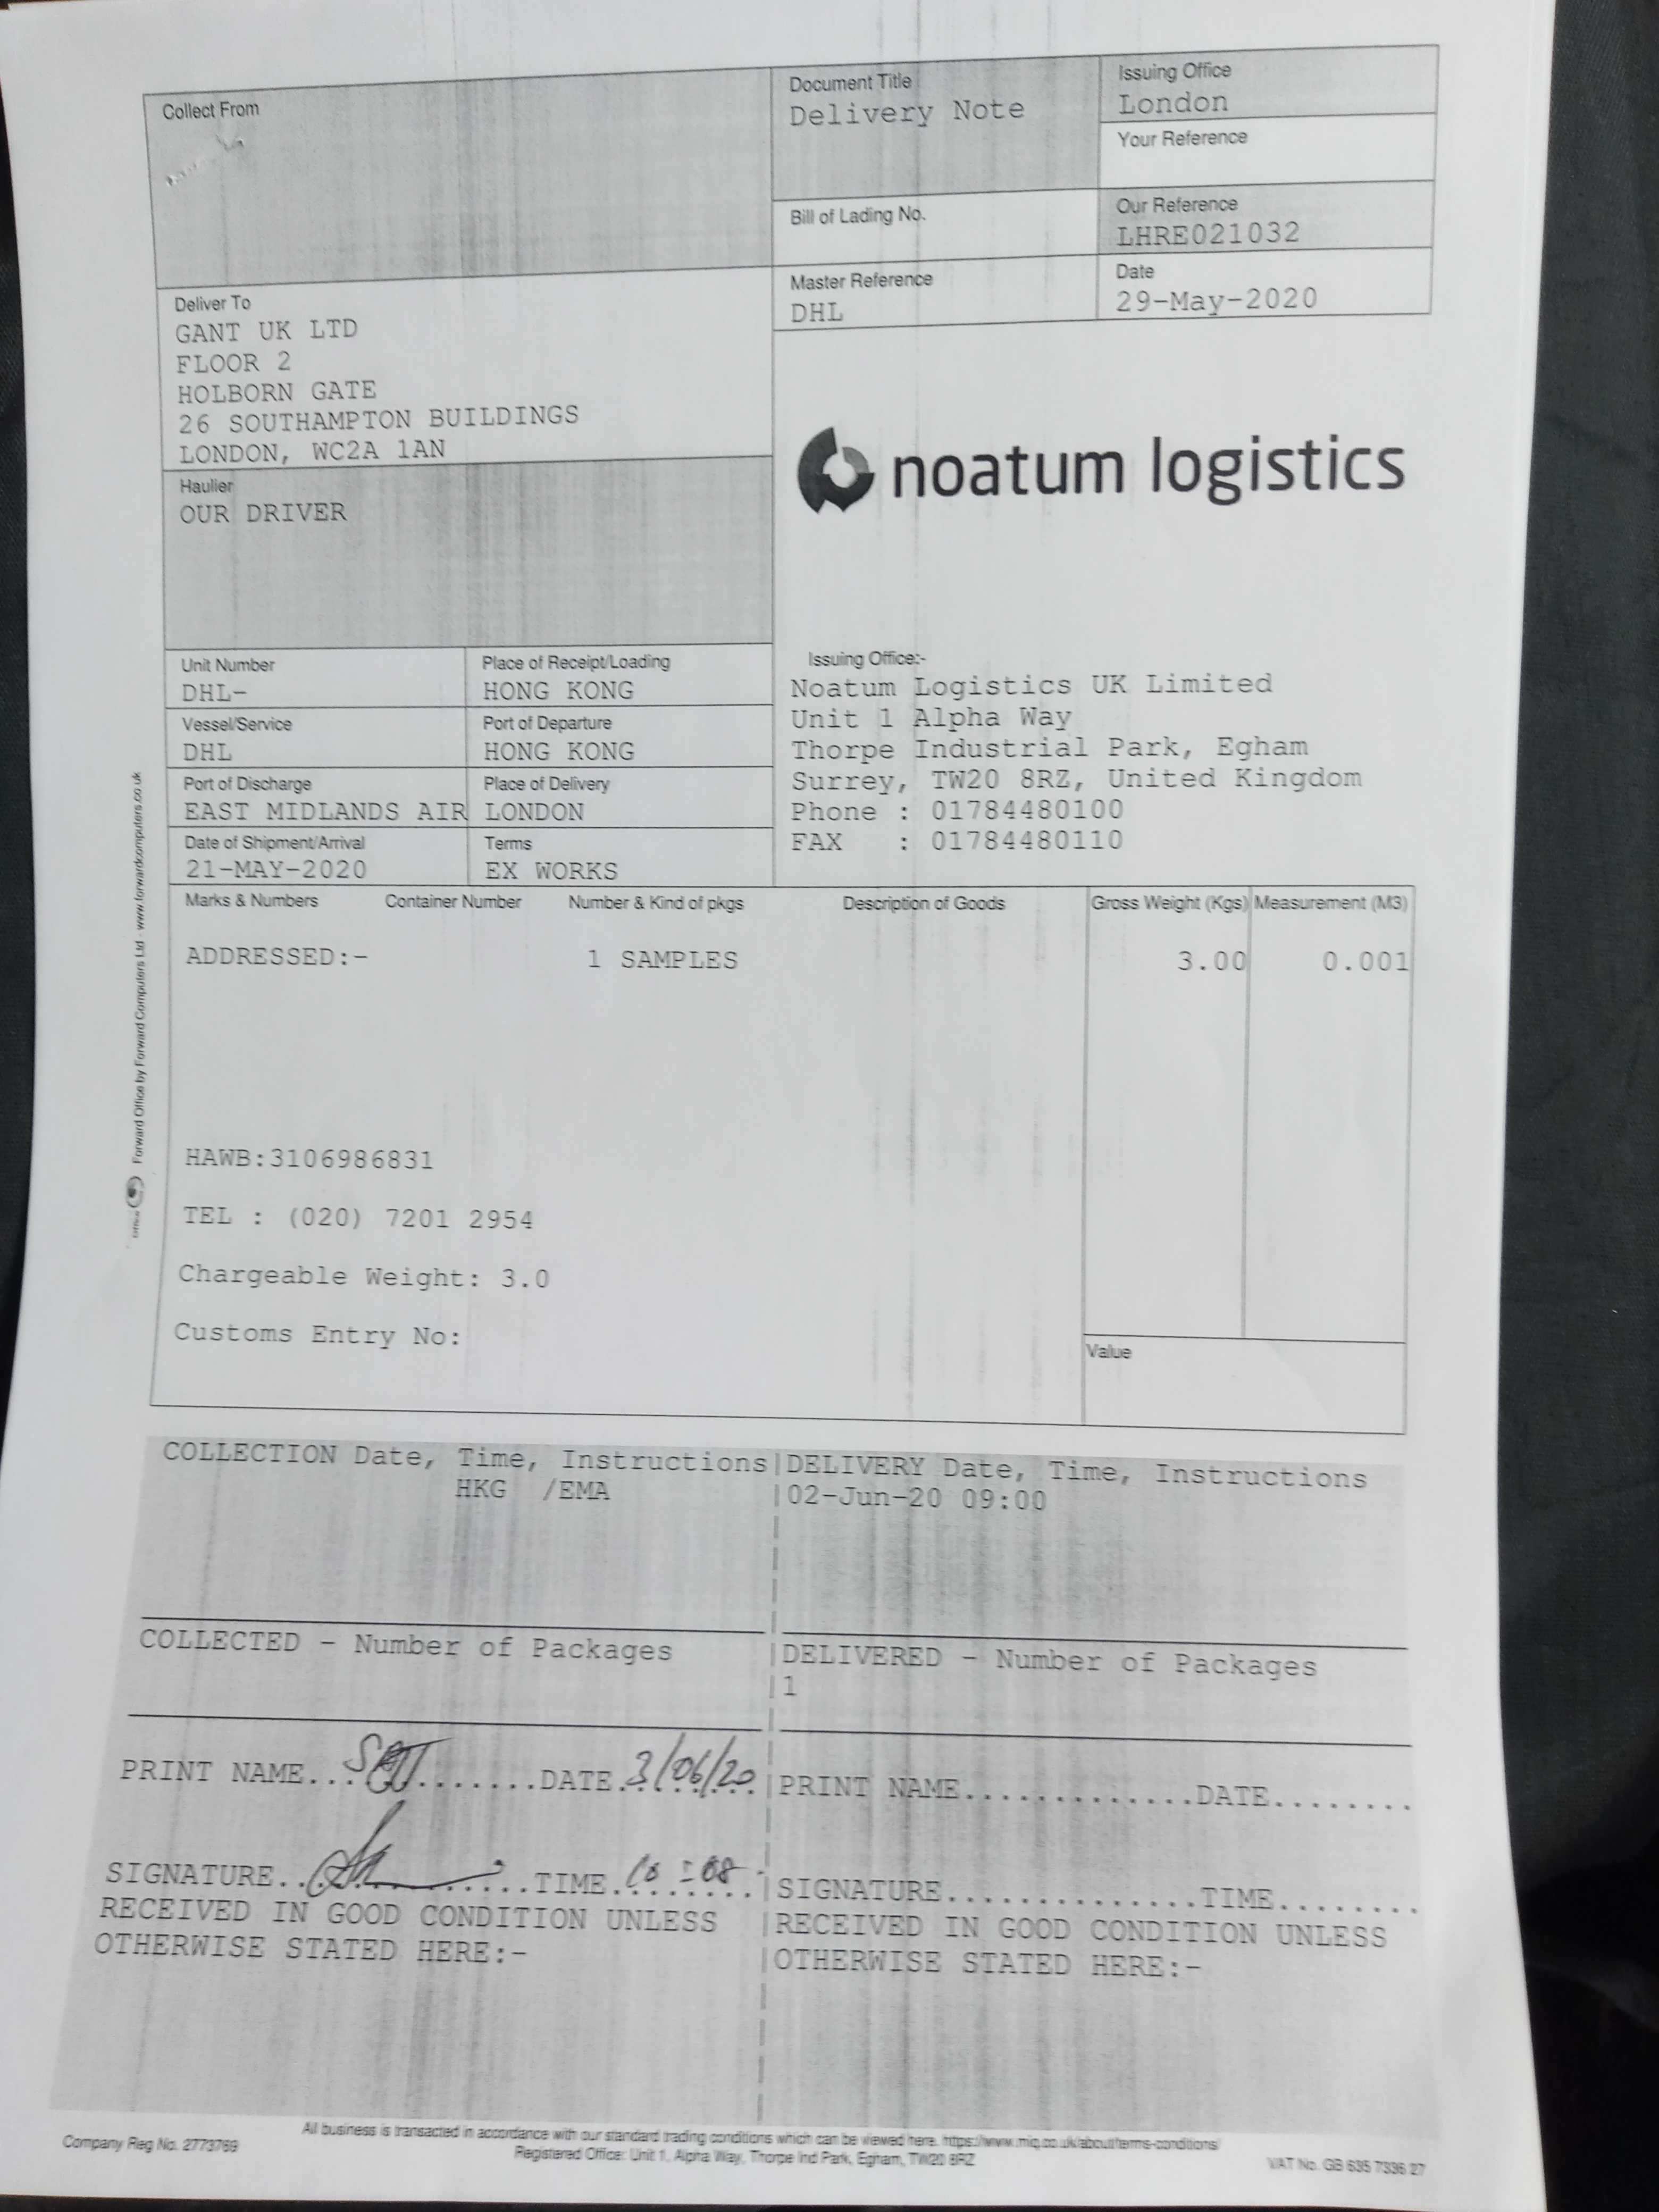 Collect From
Document Title
Delivery Note
Issuing Office
London
Your Reference
Bill of Lading No.
Our Reference
LHRE021032
Master Reference
DHL
Date
29-May-2020
Deliver To
GANT UK LTD
FLOOR 2
HOLBORN GATE
26 SOUTHAMPTON BUILDINGS
LONDON, WC2A 1AN
Haulier
OUR DRIVER
noatum logistics
Unit Number
DHL-
Place of Receipt/Loading
HONG KONG
Vessel/Service
DHL
Port of Departure
HONG KONG
Port of Discharge
EAST MIDLANDS AIR
Place of Delivery
LONDON
Date of Shipment/Arrival
21-MAY-2020
Terms
EX WORKS
Issuing Office:-
Noatum Logistics UK Limited
Unit 1 Alpha Way
Thorpe Industrial Park, Egham
Surrey, TW20 8RZ, United Kingdom
Phone : 01784480100
FAX : 01784480110
Marks & Numbers Container Number Number & Kind of pkgs Description of Goods Gross Weight (Kgs) Measurement (M3)
ADDRESSED:- 1 SAMPLES 3.00 0.001
HAWB:3106986831
TEL : (020) 7201 2954
Chargeable Weight: 3.0
Customs Entry No:
Value
Forward Office by Forward Computers Ltd - www.forwardcomputers.co.uk
COLLECTION Date, Time, Instructions
HKG /EMA
DELIVERY Date, Time, Instructions
02-Jun-20 09:00
COLLECTED - Number of Packages
DELIVERED - Number of Packages
1
PRINT NAME.............DATE 3/06/20
SIGNATURE..............TIME........
RECEIVED IN GOOD CONDITION UNLESS
OTHERWISE STATED HERE:-
PRINT NAME.............DATE........
SIGNATURE..............TIME........
RECEIVED IN GOOD CONDITION UNLESS
OTHERWISE STATED HERE:-
All business is transacted in accordance with our standard trading conditions which can be viewed here. https://www.miq.co.uk/about/terms-conditions/
Company Reg No. 2773769
Registered Office: Unit 1, Alpha Way, Thorpe Ind Park, Egham, TW20 8RZ
VAT No. GB 635 7336 27